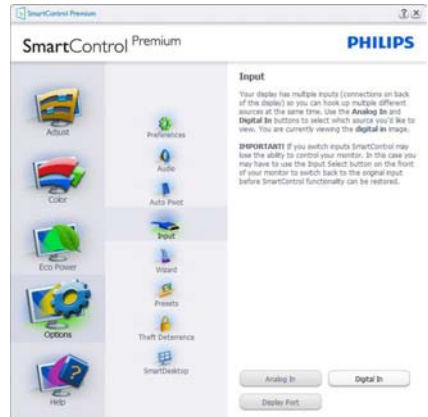 SmartControl Premium
SmartControl Premium
PHILIPS
Adjust
Color
Eco Power
Options
Help
Preferences
Audio
Auto Pivot
Input
Wizard
Presets
Theft Deterrence
SmartDesktop
Input
Your display has multiple inputs (connections on back
of the display) so you can hook up multiple different
sources at the same time. Use the Analog In and
Digital In buttons to select which source you'd like to
view. You are currently viewing the digital in image.
IMPORTANT! If you switch inputs SmartControl may
lose the ability to control your monitor. In the case you
may have to use the Input Select button on the front
of your monitor to switch back to the original input
before SmartControl functionality can be restored.
Analog In
Digital In
Display Port